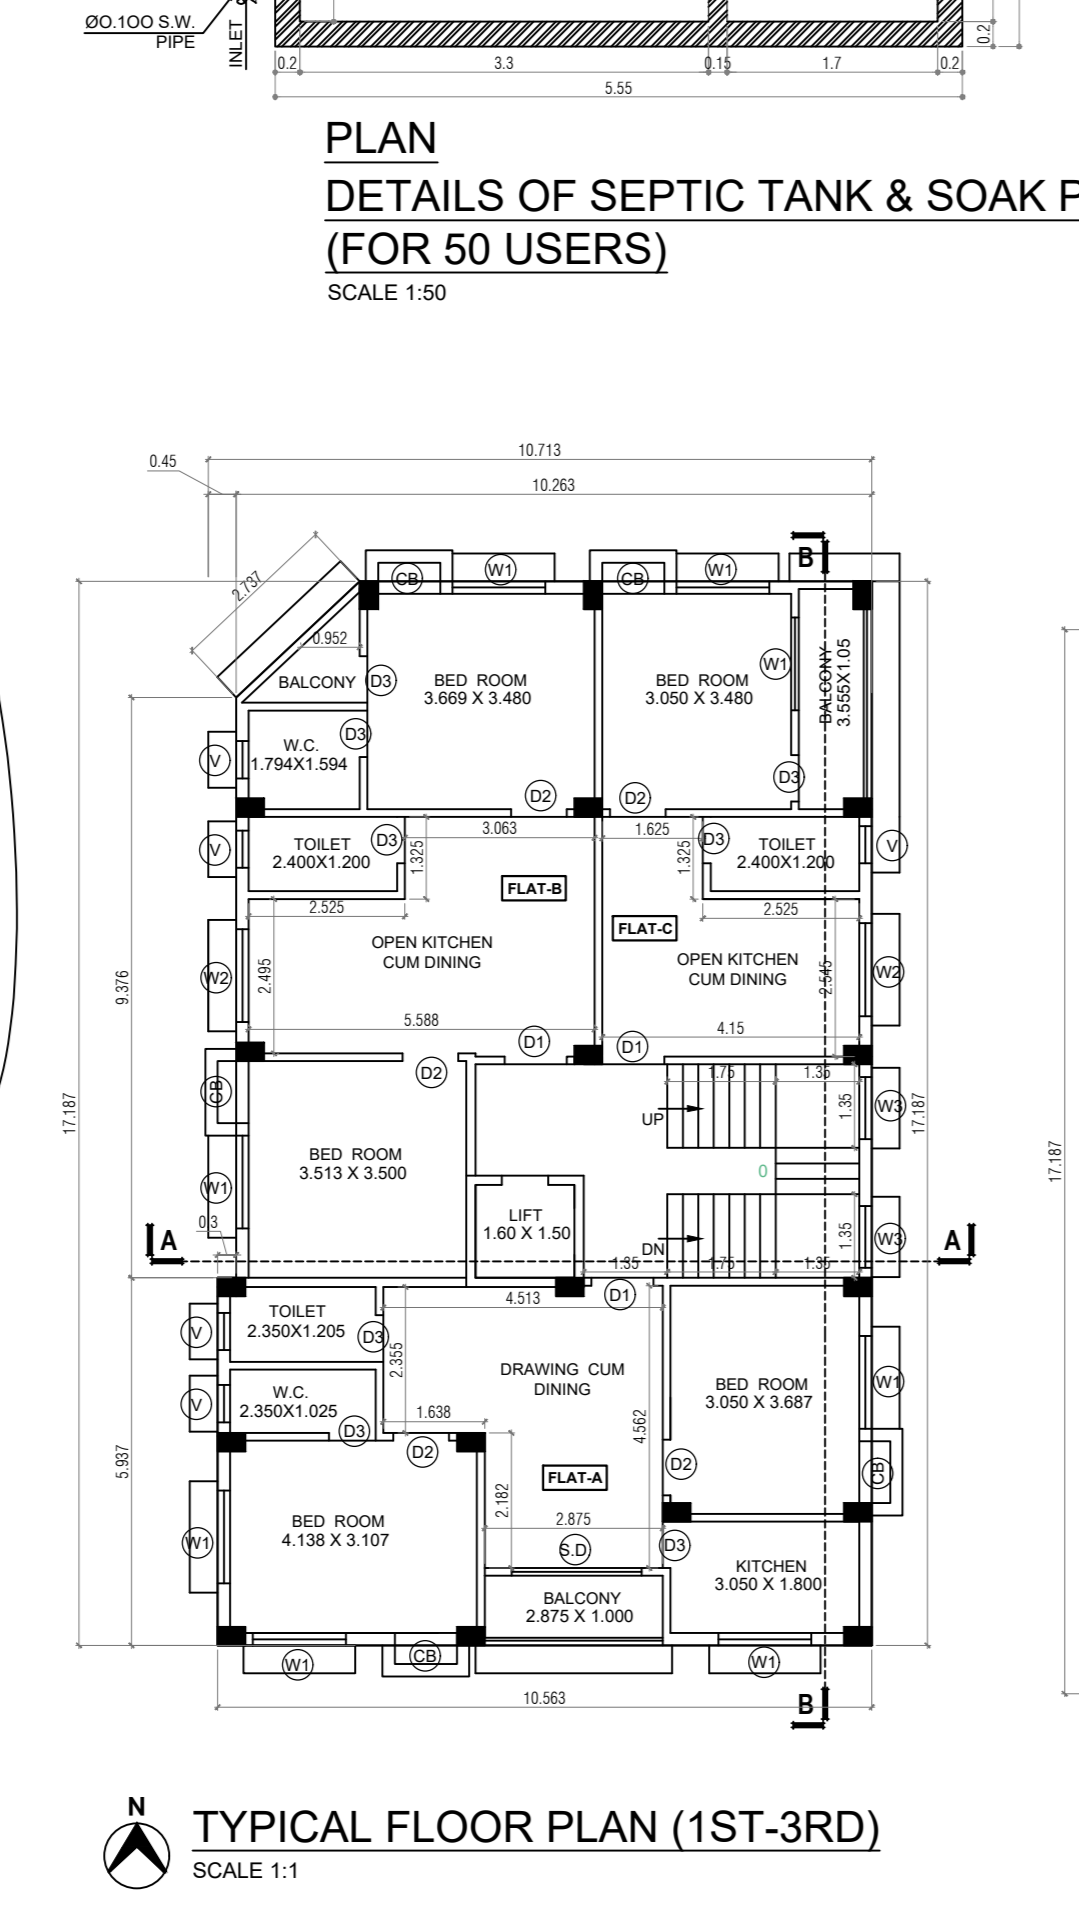 Ø0.1OO S.W.
PIPE
INLET
0.2
3.3
0.15
1.7
0.2
0.2
5.55
PLAN
DETAILS OF SEPTIC TANK & SOAK
(FOR 50 USERS)
SCALE 1:50
10.713
0.45
10.263
B
CB
W1
CB
W1
2.737
0.952
BALCONY
D3
BED ROOM
3.669 X 3.480
BED ROOM
3.050 X 3.480
W1
BALCONY
3.555X1.05
W.C.
1.794X1.594
D3
V
D2
D2
D3
TOILET
2.400X1.200
D3
V
1.325
3.063
1.625
1.325
D3
TOILET
2.400X1.200
V
FLAT-B
2.525
2.525
FLAT-C
OPEN KITCHEN
CUM DINING
OPEN KITCHEN
CUM DINING
W2
2.495
2.545
W2
9.376
5.588
4.15
D1
D1
D2
CB
1.75
1.35
UP
1.35
W3
17.187
17.187
17.187
BED ROOM
3.513 X 3.500
W1
0
0.3
LIFT
1.60 X 1.50
DN
1.35
W3
A
A
1.35
1.75
1.35
D1
4.513
TOILET
2.350X1.205
V
D3
2.355
DRAWING CUM
DINING
BED ROOM
3.050 X 3.687
W1
W.C.
2.350X1.025
V
D3
1.638
D2
4.562
D2
CB
5.937
FLAT-A
2.182
BED ROOM
4.138 X 3.107
W1
2.875
S.D
D3
KITCHEN
3.050 X 1.800
BALCONY
2.875 X 1.000
W1
CB
W1
10.563
B
N
TYPICAL FLOOR PLAN (1ST-3RD)
SCALE 1:1